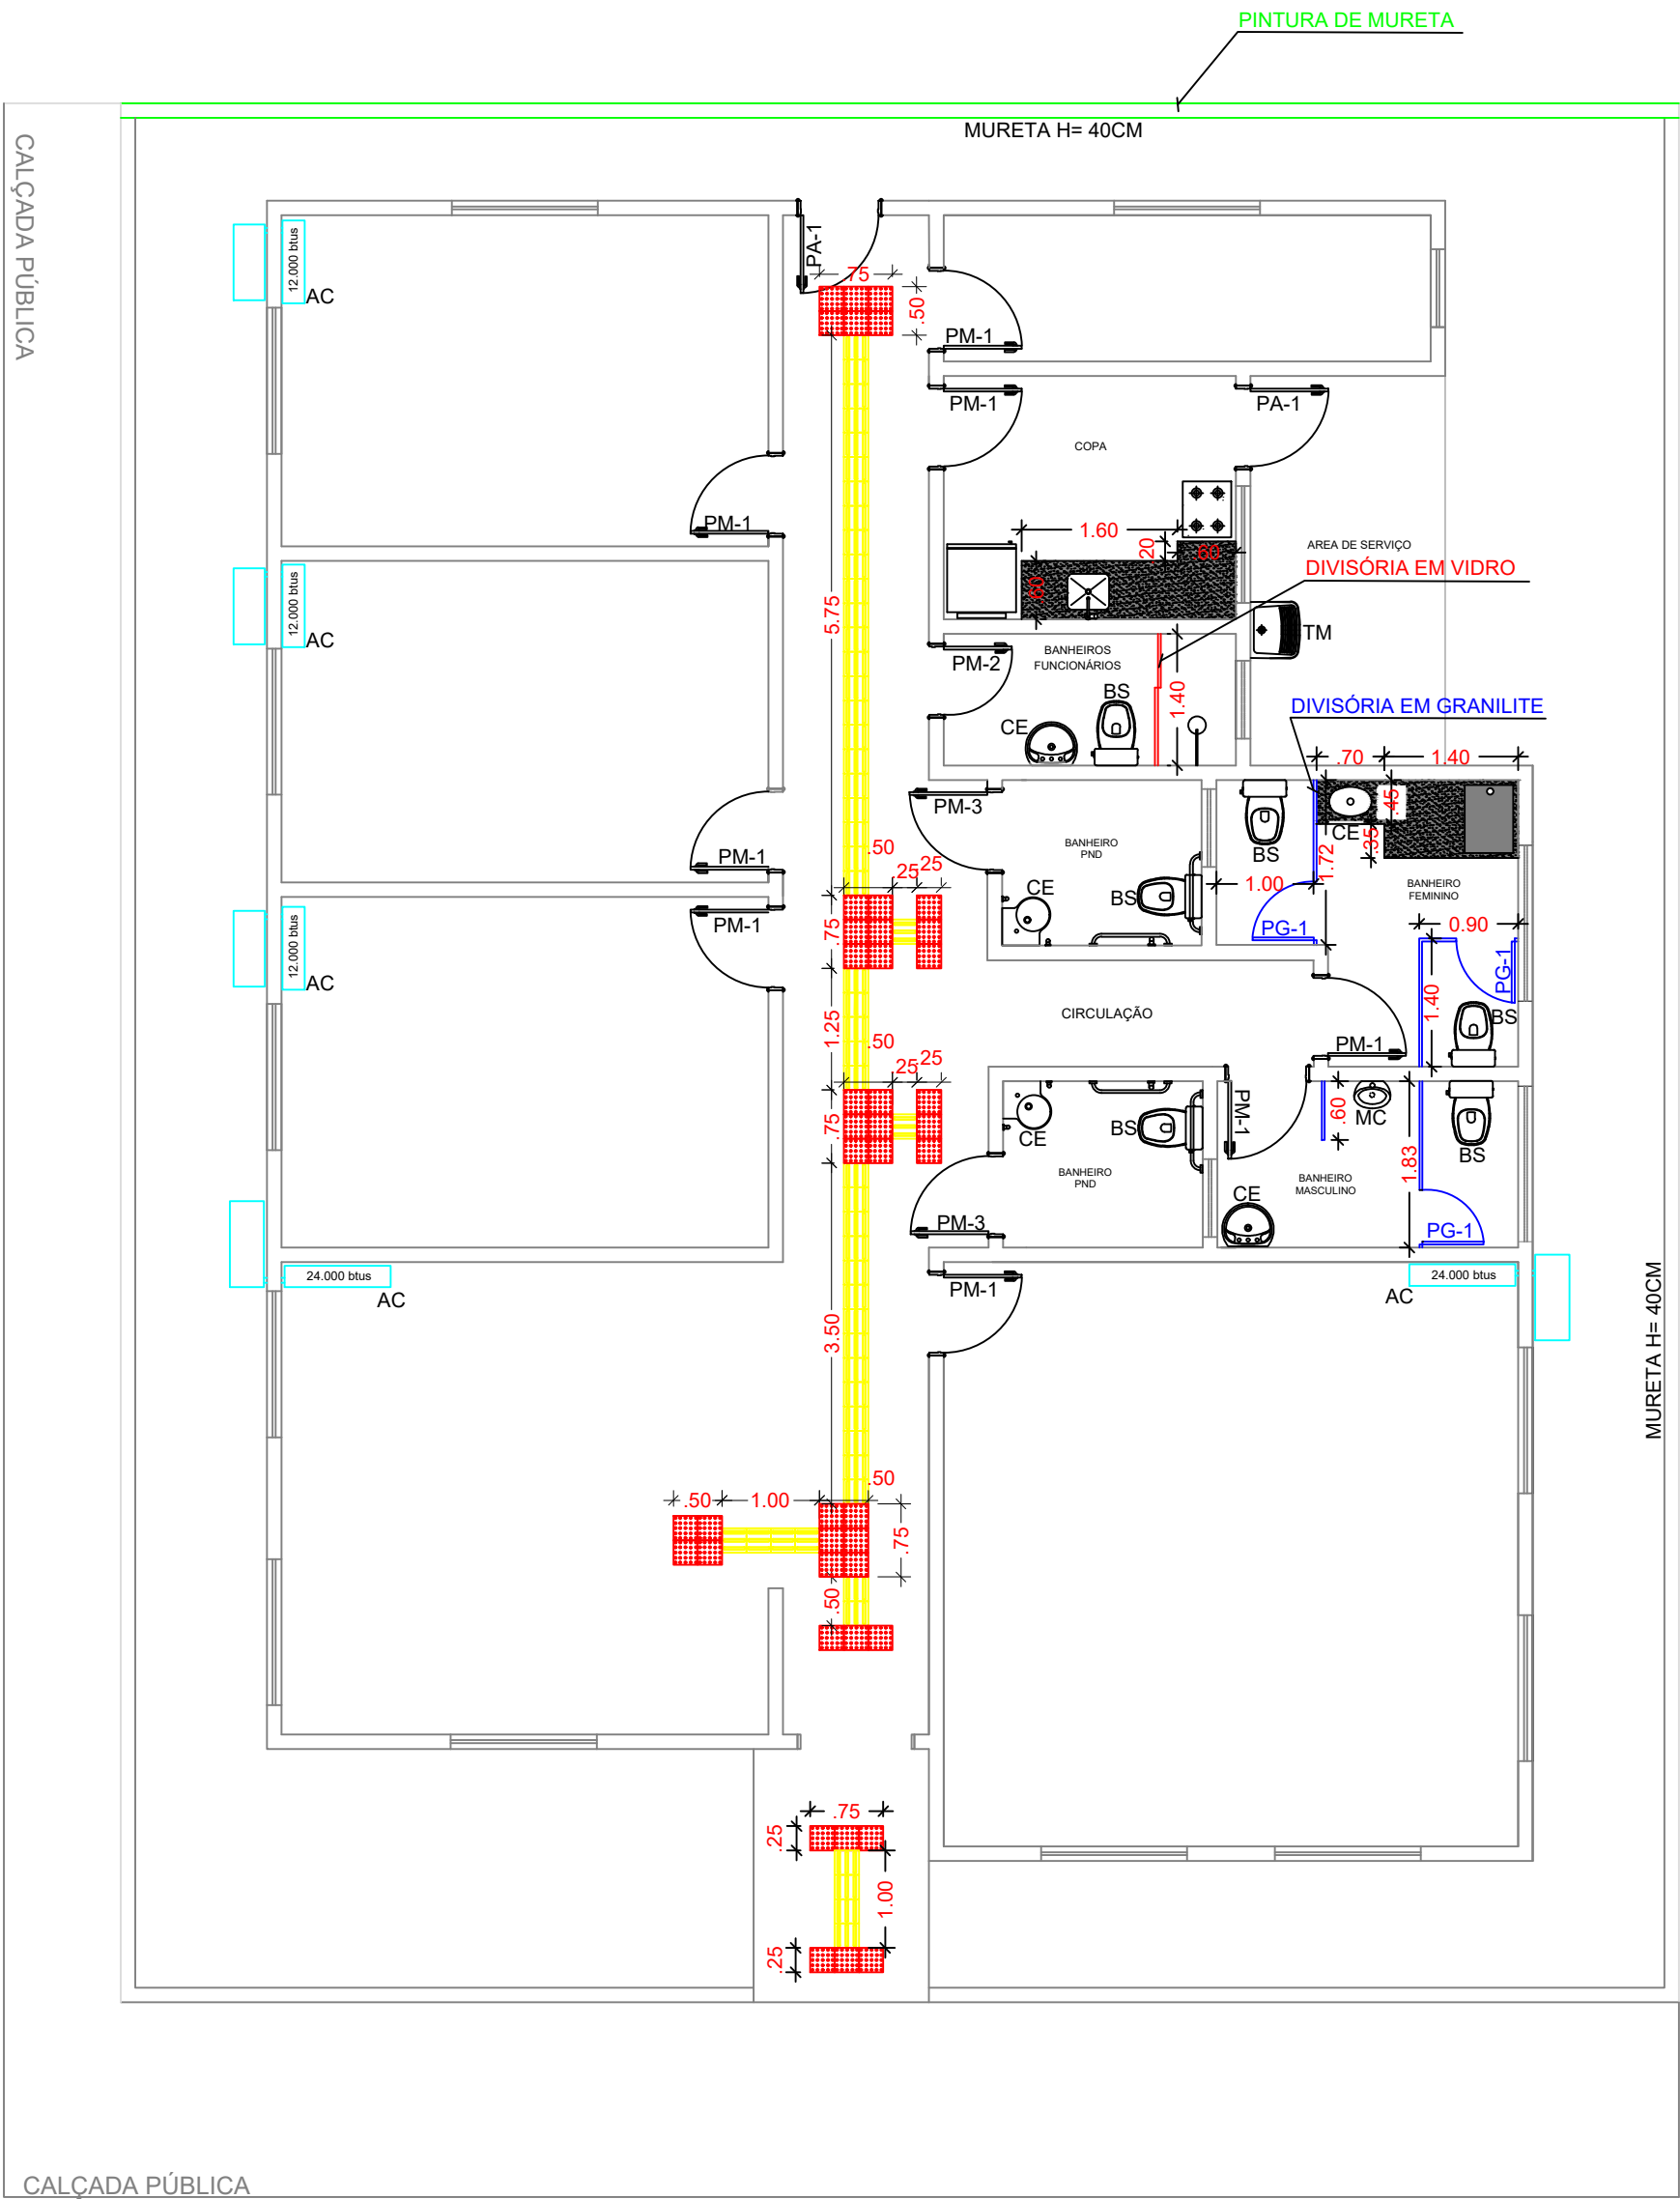 PINTURA DE MURETA
MURETA H= 40CM
CALÇADA PÚBLICA
12.000 btus
AC
PA-1
.75
.50
PM-1
PM-1
PA-1
COPA
PM-1
1.60
.20
.60
AREA DE SERVIÇO
DIVISÓRIA EM VIDRO
12.000 btus
AC
.60
5.75
TM
PM-2
BANHEIROS
FUNCIONÁRIOS
1.40
BS
CE
DIVISÓRIA EM GRANILITE
.70
1.40
PM-3
.45
CE
.35
BANHEIRO
PND
BS
1.72
PM-1
.50
.25
.25
1.00
BANHEIRO
FEMININO
CE
BS
12.000 btus
AC
PM-1
.75
PG-1
0.90
PG-1
1.40
BS
CIRCULAÇÃO
1.25
.50
PM-1
.25
.25
.75
CE
BS
PM-1
.60
MC
BS
1.83
BANHEIRO
PND
BANHEIRO
MASCULINO
CE
PM-3
PG-1
24.000 btus
AC
PM-1
24.000 btus
AC
3.50
MURETA H= 40CM
.50
.50
1.00
.75
.50
.75
.25
1.00
.25
CALÇADA PÚBLICA